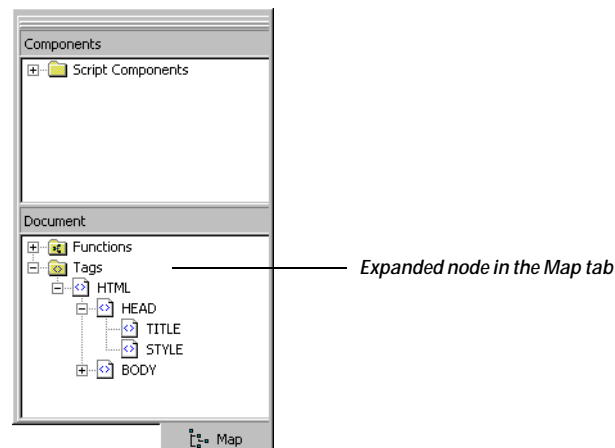 Components
Script Components
Document
Functions
Tags
Expanded node in the Map tab
HTML
HEAD
TITLE
STYLE
BODY
Map